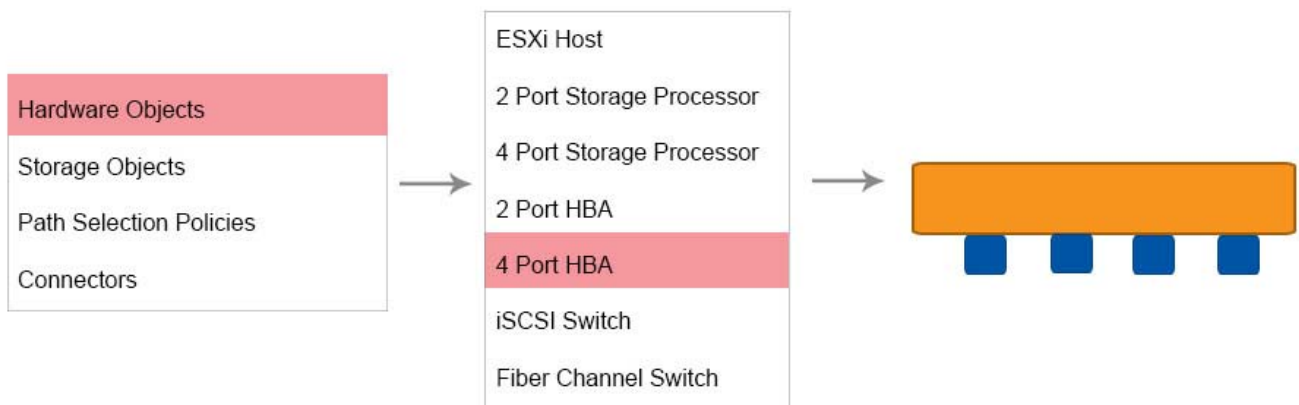 Hardware Objects
Storage Objects
Path Selection Policies
Connectors
ESXi Host
2 Port Storage Processor
4 Port Storage Processor
2 Port HBA
4 Port HBA
iSCSI Switch
Fiber Channel Switch